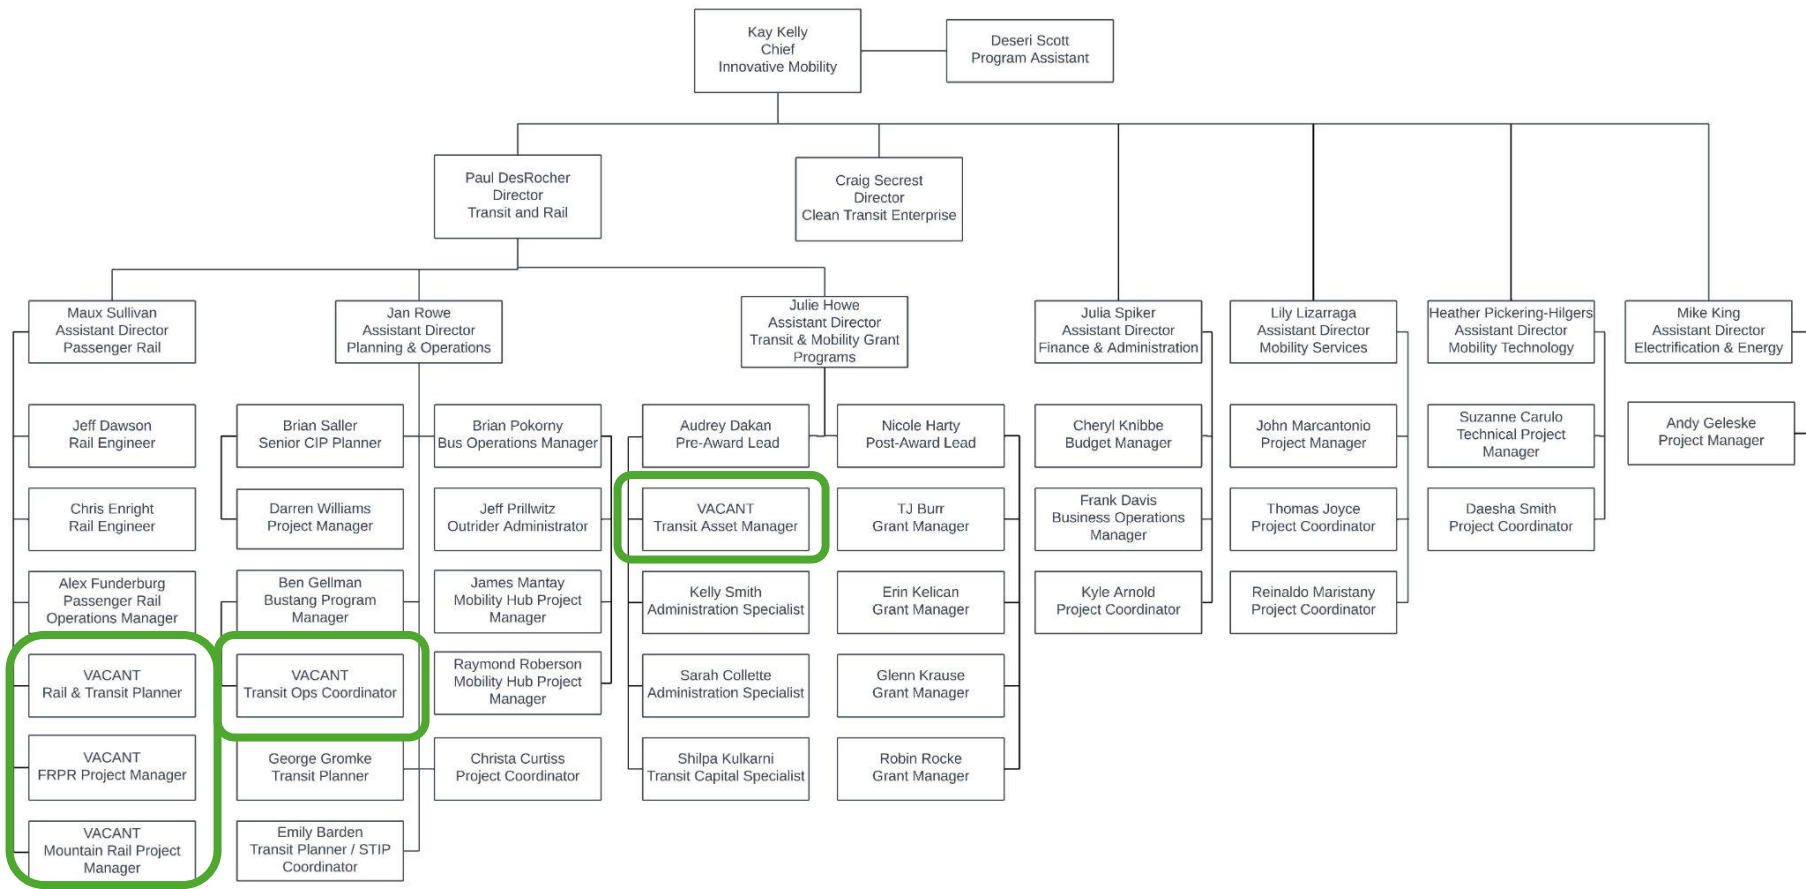 Kay Kelly
Chief
Innovative Mobility
Deseri Scott
Program Assistant
Paul DesRocher
Director
Transit and Rail
Craig Secrest
Director
Clean Transit Enterprise
Maux Sullivan
Assistant Director
Passenger Rail
Jan Rowe
Assistant Director
Planning & Operations
Julie Howe
Assistant Director
Transit & Mobility Grant
Programs
Julia Spiker
Assistant Director
Finance & Administration
Lily Lizarraga
Assistant Director
Mobility Services
Heather Pickering-Hilgers
Assistant Director
Mobility Technology
Mike King
Assistant Director
Electrification & Energy
Jeff Dawson
Rail Engineer
Brian Saller
Senior CIP Planner
Brian Pokorny
Bus Operations Manager
Audrey Dakan
Pre-Award Lead
Nicole Harty
Post-Award Lead
Cheryl Knibbe
Budget Manager
John Marcantonio
Project Manager
Suzanne Carulo
Technical Project
Manager
Andy Geleske
Project Manager
Chris Enright
Rail Engineer
Darren Williams
Project Manager
Jeff Prillwitz
Outrider Administrator
VACANT
Transit Asset Manager
TJ Burr
Grant Manager
Frank Davis
Business Operations
Manager
Thomas Joyce
Project Coordinator
Daesha Smith
Project Coordinator
Alex Funderburg
Passenger Rail
Operations Manager
Ben Gellman
Bustang Program
Manager
James Mantay
Mobility Hub Project
Manager
Kelly Smith
Administration Specialist
Erin Kelican
Grant Manager
Kyle Arnold
Project Coordinator
Reinaldo Maristany
Project Coordinator
VACANT
Rail & Transit Planner
VACANT
Transit Ops Coordinator
Raymond Roberson
Mobility Hub Project
Manager
Sarah Collette
Administration Specialist
Glenn Krause
Grant Manager
VACANT
FRPR Project Manager
George Gromke
Transit Planner
Christa Curtiss
Project Coordinator
Shilpa Kulkarni
Transit Capital Specialist
Robin Rocke
Grant Manager
VACANT
Mountain Rail Project
Manager
Emily Barden
Transit Planner / STIP
Coordinator